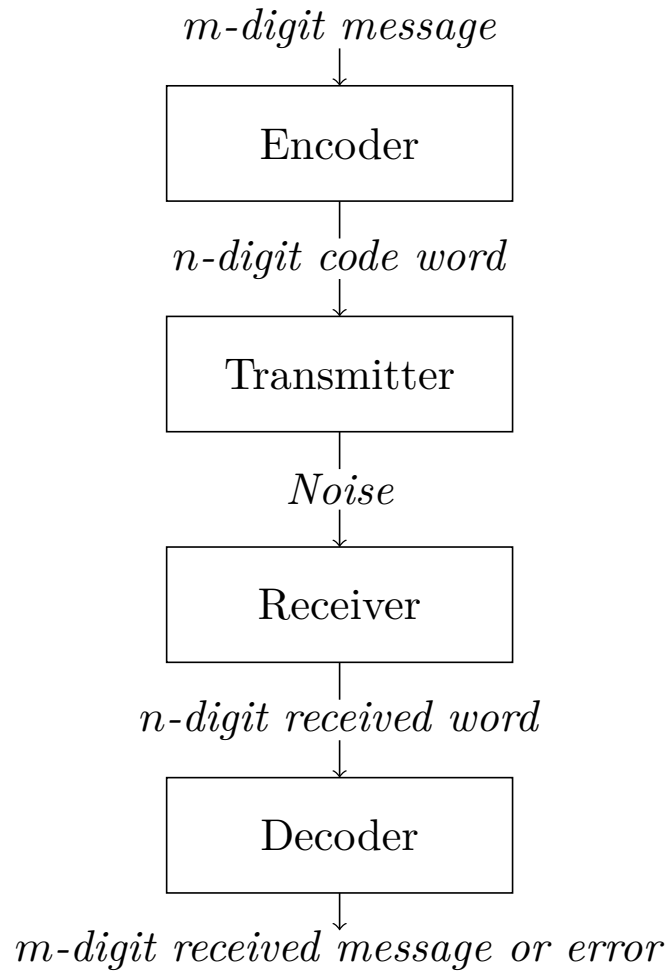 m-digit message
Encoder
n-digit code word
Transmitter
Noise
Receiver
n-digit received word
Decoder
m-digit received message or error